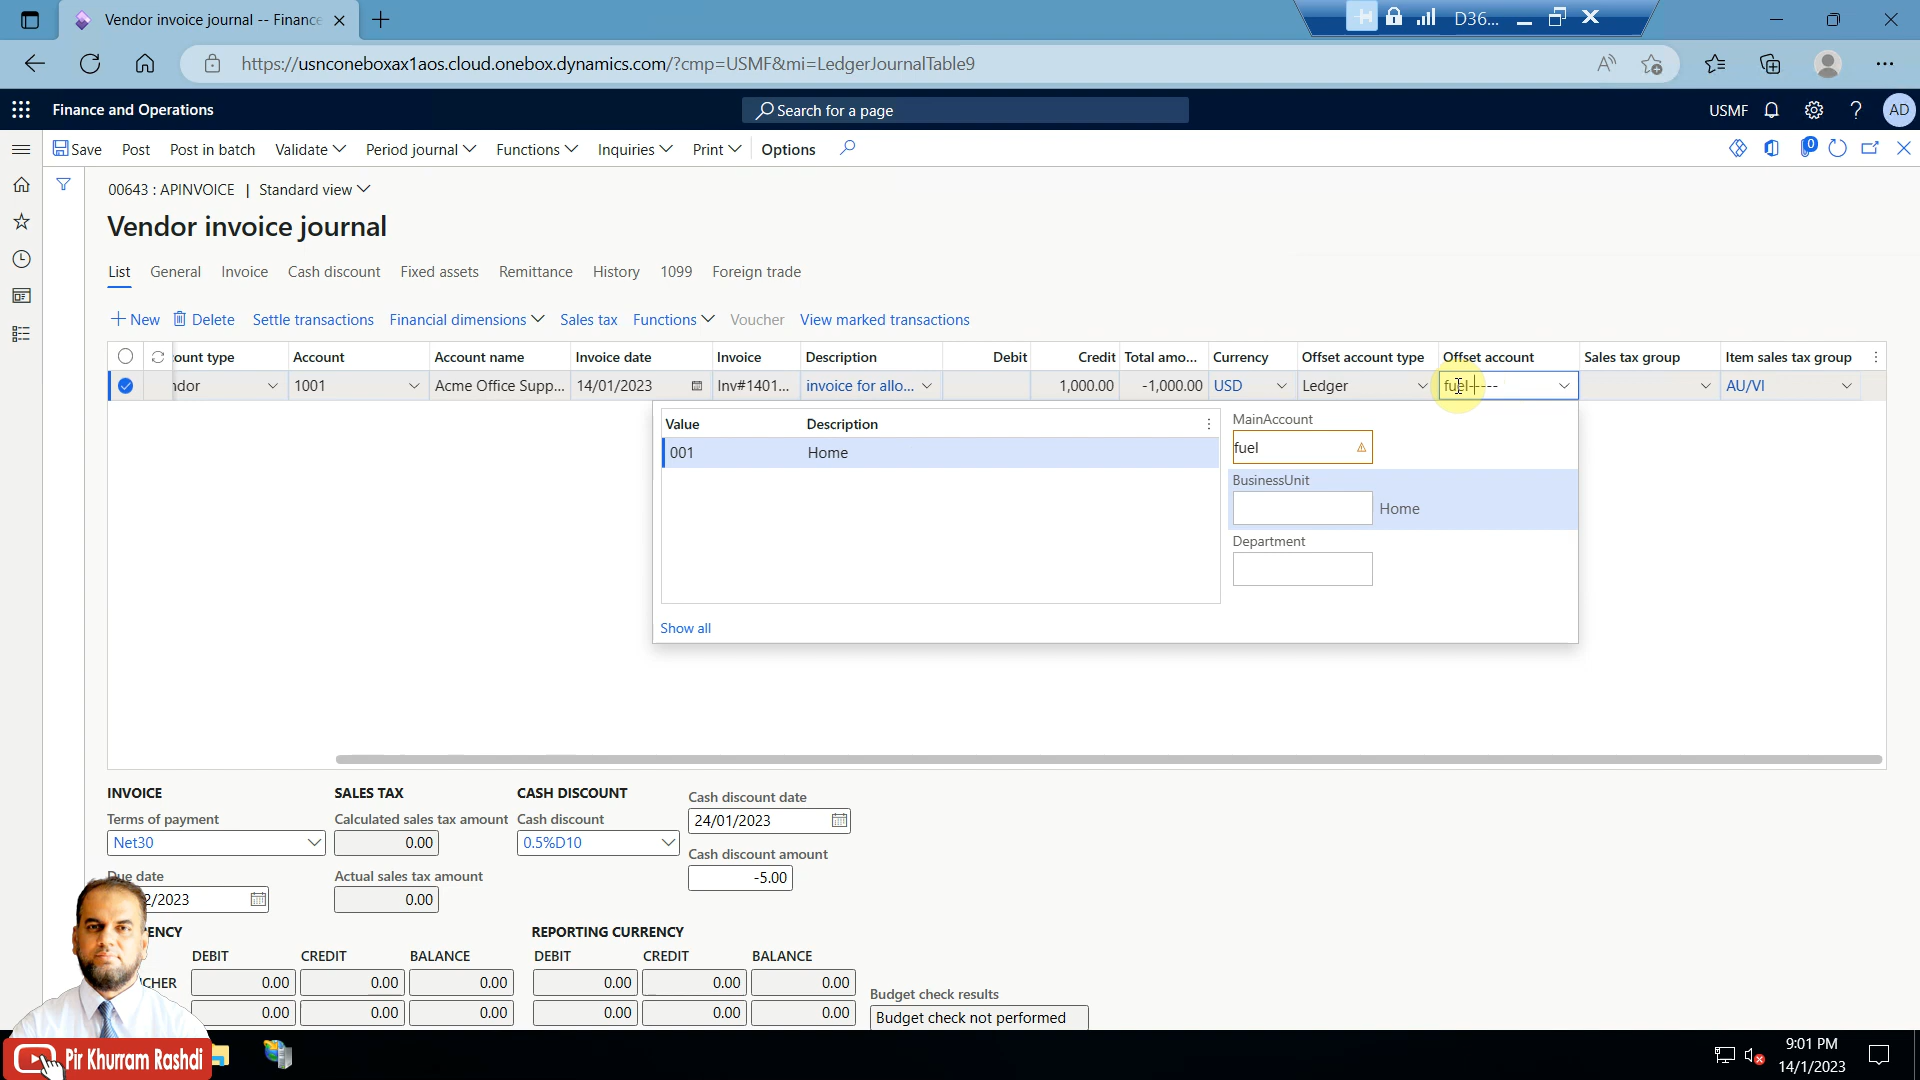 Vendor invoice journal -- Finance
D36...
https://usnconeboxax1aos.cloud.onebox.dynamics.com/?cmp=USMF&mi=LedgerJournalTable9
Finance and Operations
Search for a page
USMF
AD
Save
Post
Post in batch
Validate
Period journal
Functions
Inquiries
Print
Options
0
00643 : APINVOICE | Standard view
Vendor invoice journal
List General Invoice Cash discount Fixed assets Remittance History 1099 Foreign trade
New Delete Settle transactions Financial dimensions Sales tax Functions Voucher View marked transactions
ount type Account Account name Invoice date Invoice Description Debit Credit Total amo... Currency Offset account type Offset account Sales tax group Item sales tax group
ndor 1001 Acme Office Supp... 14/01/2023 Inv#1401... invoice for allo... 1,000.00 -1,000.00 USD Ledger fuel---- AU/VI
Value Description
001 Home
Show all
MainAccount
fuel
BusinessUnit
Home
Department
INVOICE
Terms of payment
Net30
Due date
2/2023
SALES TAX
Calculated sales tax amount
0.00
Actual sales tax amount
0.00
CASH DISCOUNT
Cash discount
0.5%D10
Cash discount date
24/01/2023
Cash discount amount
-5.00
ENCY
DEBIT CREDIT BALANCE
CHER 0.00 0.00 0.00
0.00 0.00 0.00
REPORTING CURRENCY
DEBIT CREDIT BALANCE
0.00 0.00 0.00
0.00 0.00 0.00
Budget check results
Budget check not performed
Pir Khurram Rashdi
9:01 PM
14/1/2023